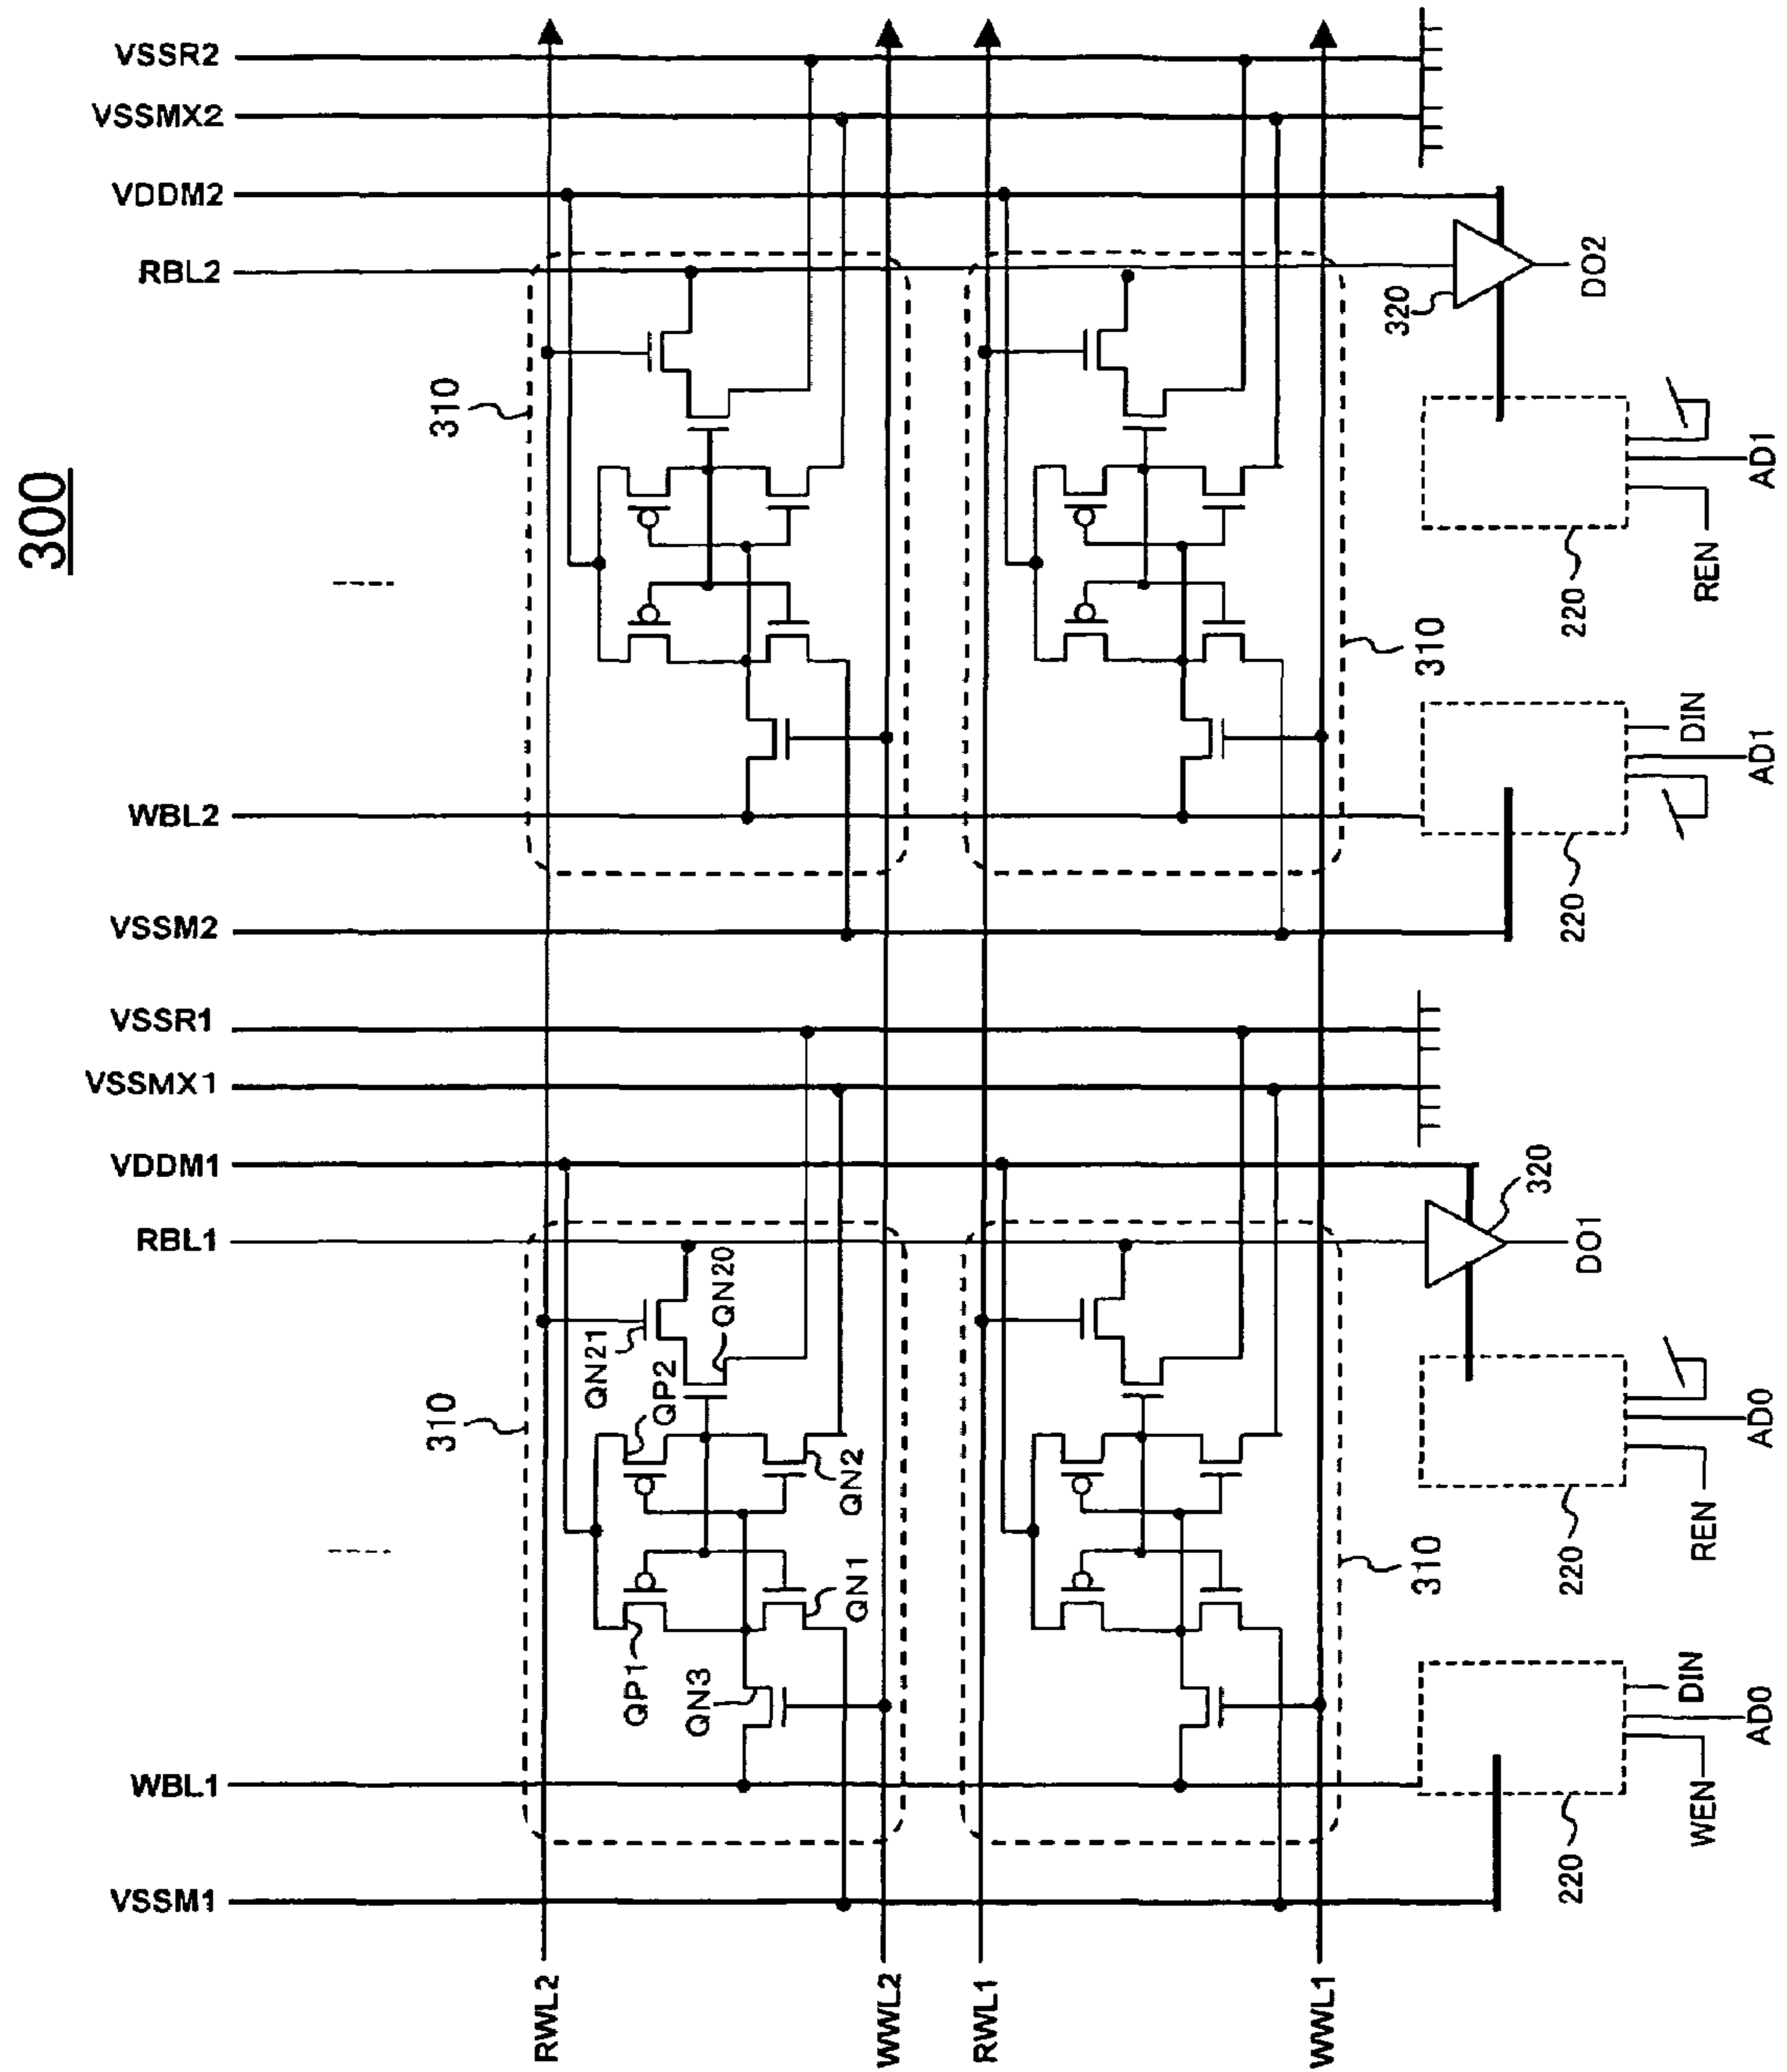 300
VSSR2
VSSMX2
VDDM2
RBL2
WBL2
VSSM2
VSSR1
VSSMX1
VDDM1
RBL1
WBL1
VSSM1
310
310
320
DO2
220
REN
AD1
220
DIN
AD1
310
QN21
QN20
QP2
QN2
QP1
QN1
QN3
310
320
DO1
220
REN
AD0
220
WEN
DIN
AD0
RWL2
WWL2
RWL1
WWL1